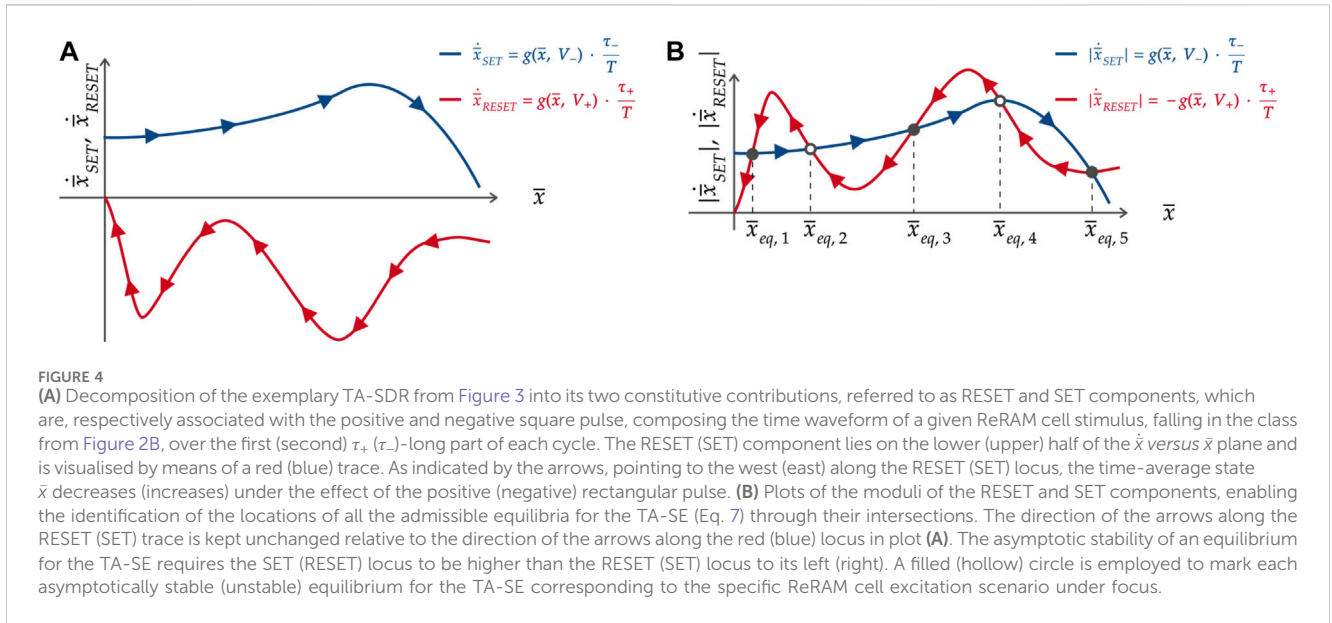 A
ẋ̄_SET = g(x̄, V_−) · τ_−/T
ẋ̄_RESET = g(x̄, V_+) · τ_+/T
ẋ̄_SET, ẋ̄_RESET
x̄
B
|ẋ̄_SET| = g(x̄, V_−) · τ_−/T
|ẋ̄_RESET| = −g(x̄, V_+) · τ_+/T
|ẋ̄_SET|, |ẋ̄_RESET|
x̄
x̄_eq, 1 x̄_eq, 2 x̄_eq, 3 x̄_eq, 4 x̄_eq, 5
FIGURE 4
(A) Decomposition of the exemplary TA-SDR from Figure 3 into its two constitutive contributions, referred to as RESET and SET components, which
are, respectively associated with the positive and negative square pulse, composing the time waveform of a given ReRAM cell stimulus, falling in the class
from Figure 2B, over the first (second) τ+ (τ−)-long part of each cycle. The RESET (SET) component lies on the lower (upper) half of the ẋ̄ versus x̄ plane and
is visualised by means of a red (blue) trace. As indicated by the arrows, pointing to the west (east) along the RESET (SET) locus, the time-average state
x̄ decreases (increases) under the effect of the positive (negative) rectangular pulse. (B) Plots of the moduli of the RESET and SET components, enabling
the identification of the locations of all the admissible equilibria for the TA-SE (Eq. 7) through their intersections. The direction of the arrows along the
RESET (SET) trace is kept unchanged relative to the direction of the arrows along the red (blue) locus in plot (A). The asymptotic stability of an equilibrium
for the TA-SE requires the SET (RESET) locus to be higher than the RESET (SET) locus to its left (right). A filled (hollow) circle is employed to mark each
asymptotically stable (unstable) equilibrium for the TA-SE corresponding to the specific ReRAM cell excitation scenario under focus.